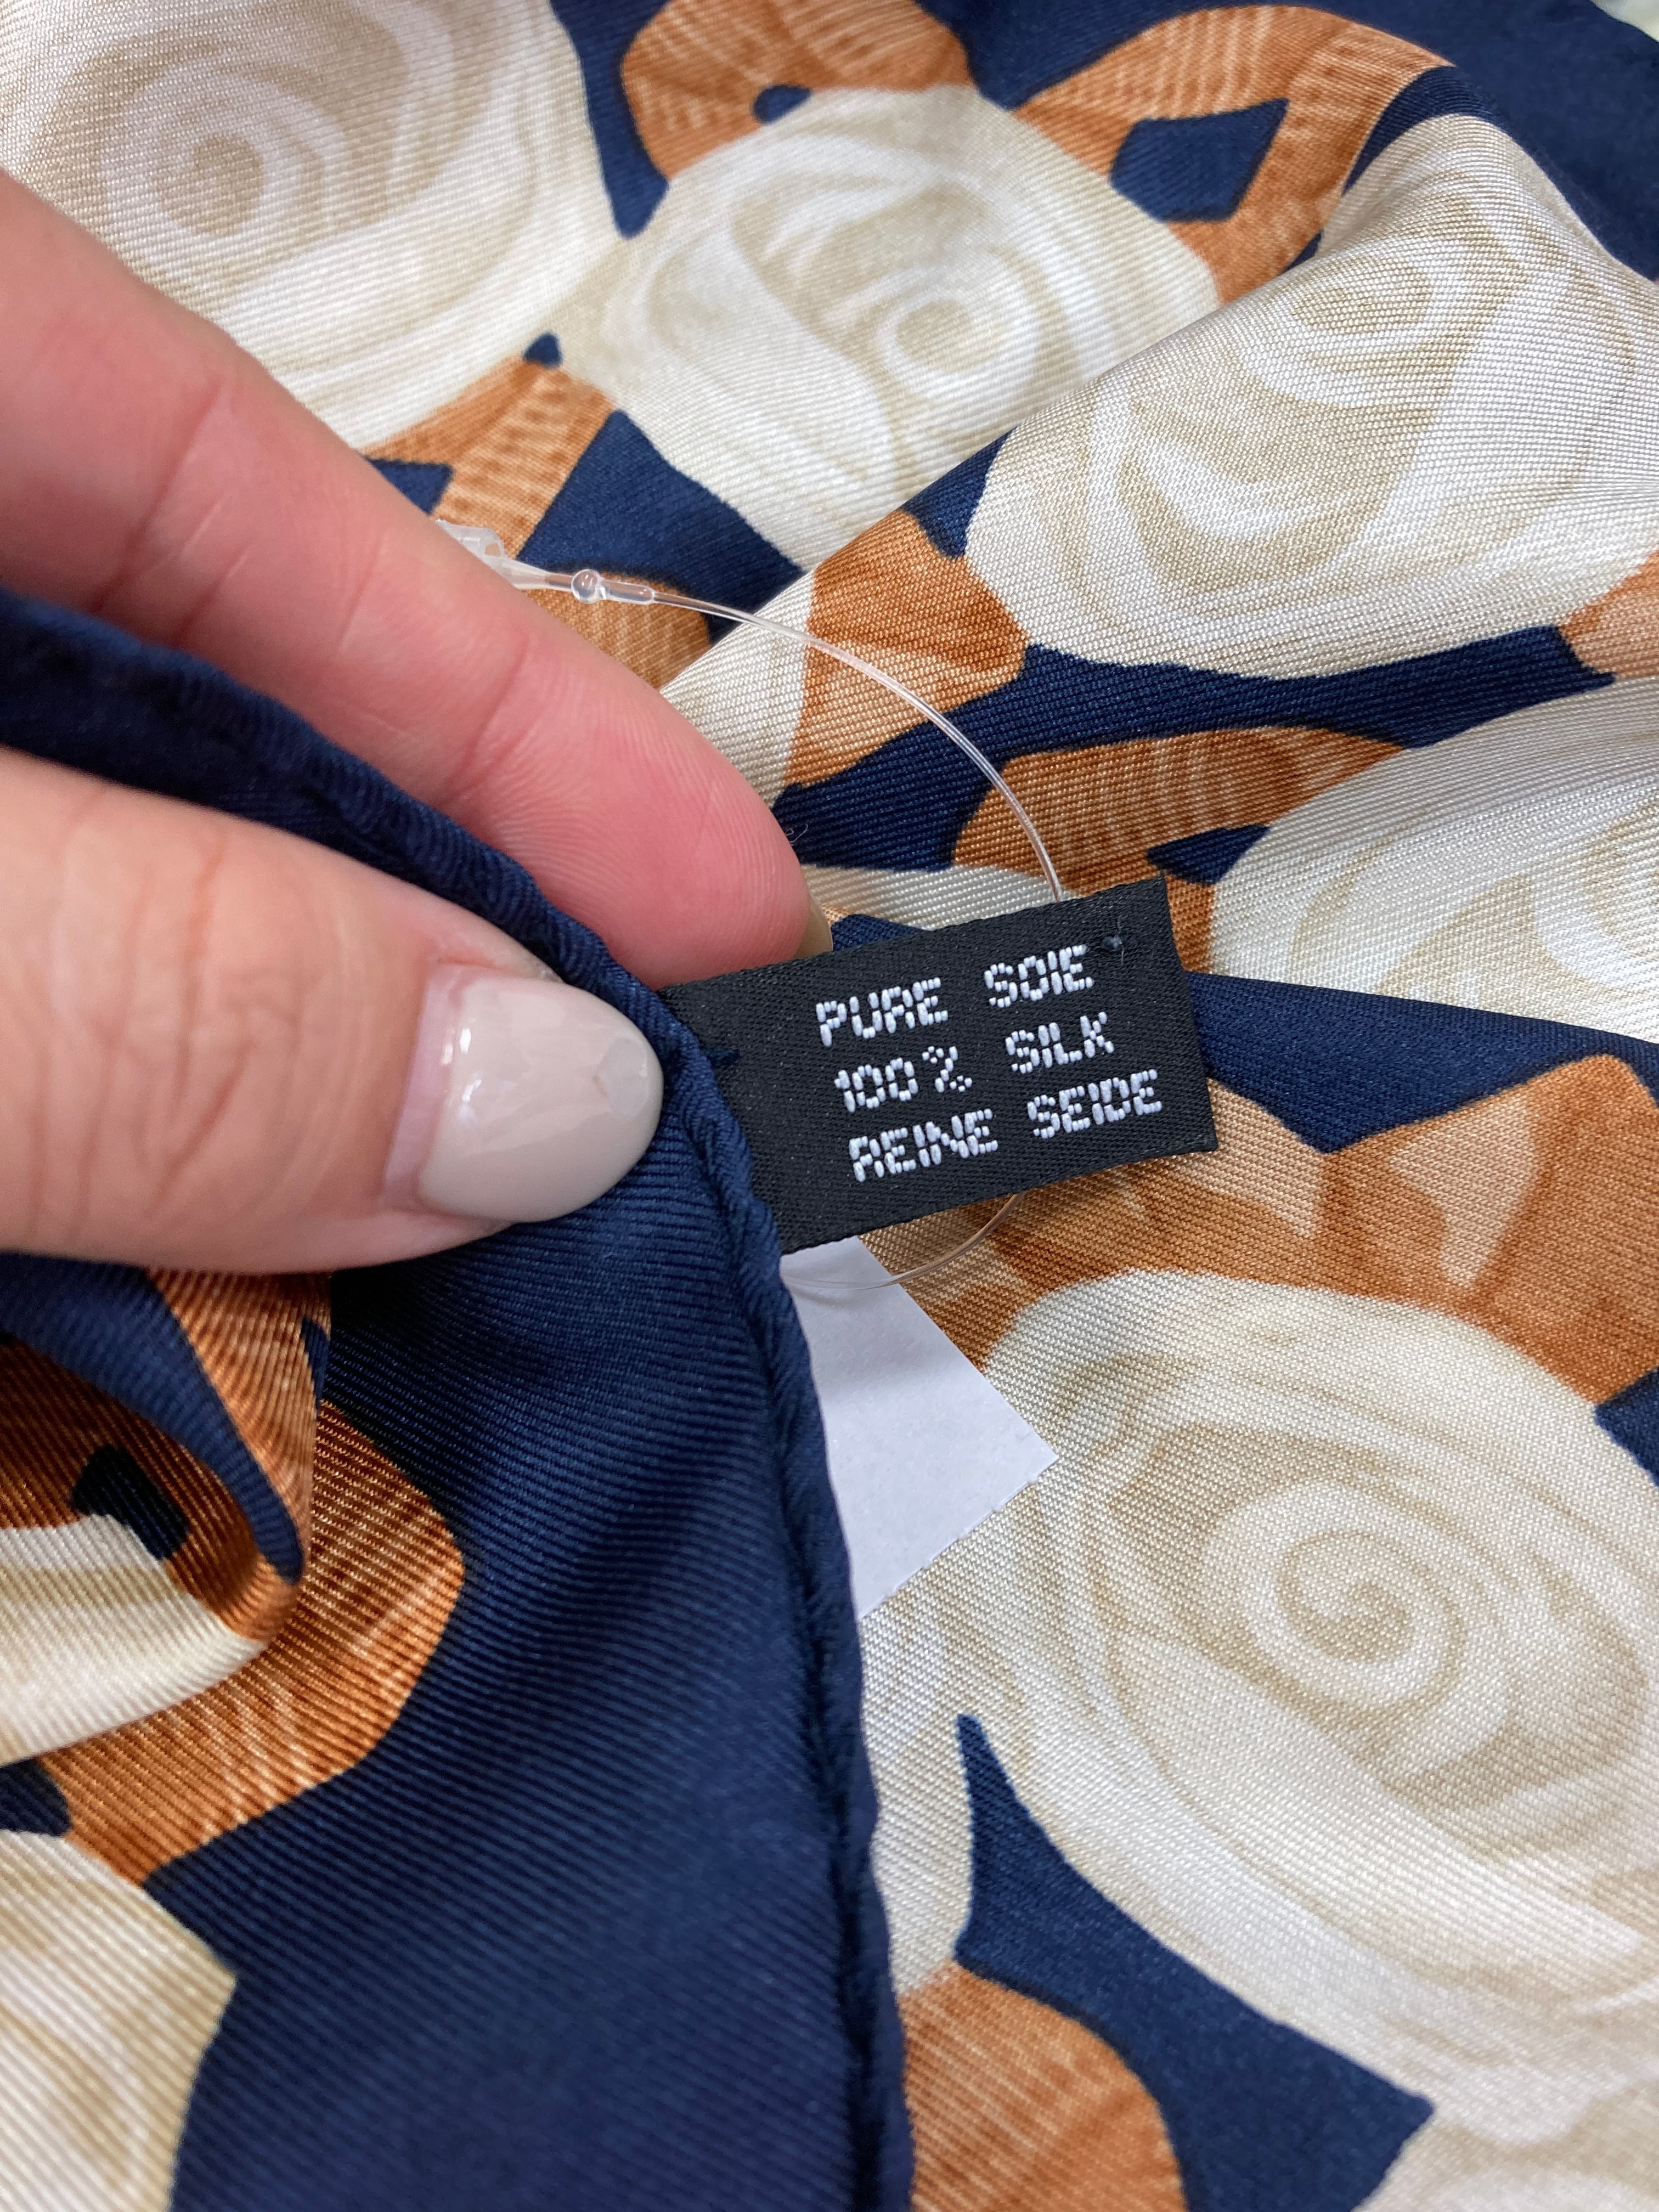 PURE SOIE
100% SILK
REINE SEIDE